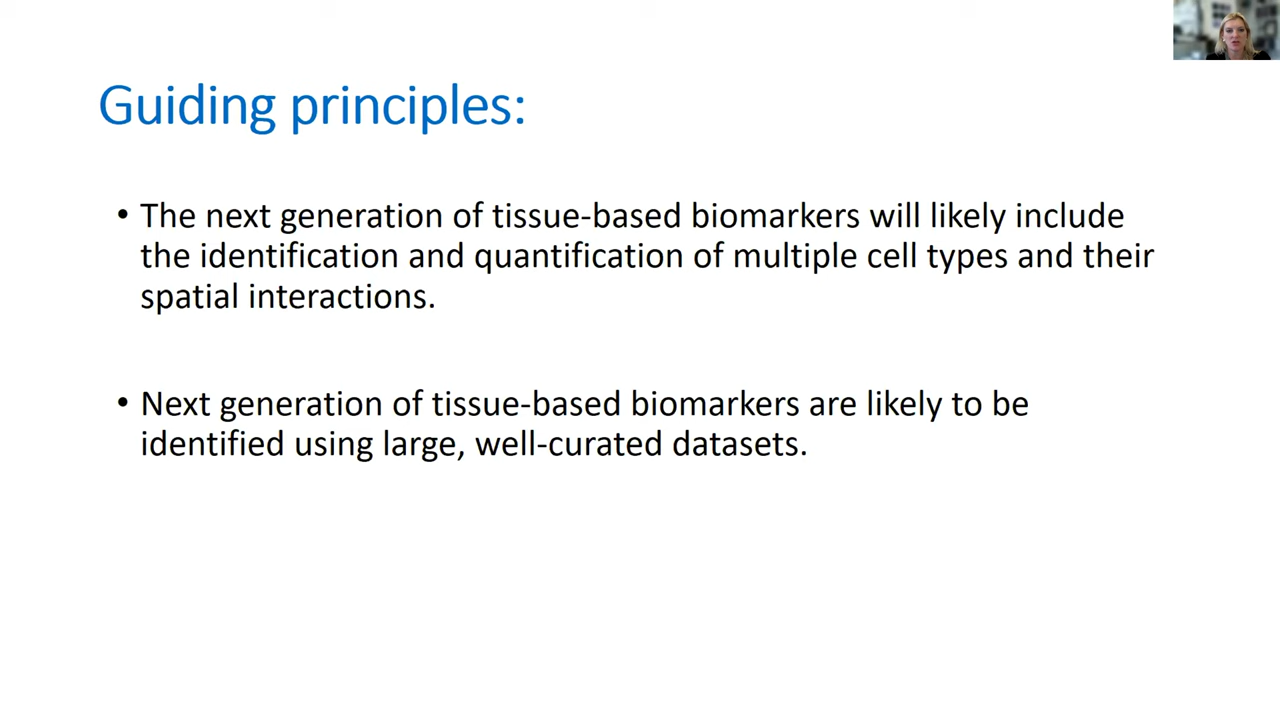 Guiding principles:
• The next generation of tissue-based biomarkers will likely include
the identification and quantification of multiple cell types and their
spatial interactions.
• Next generation of tissue-based biomarkers are likely to be
identified using large, well-curated datasets.